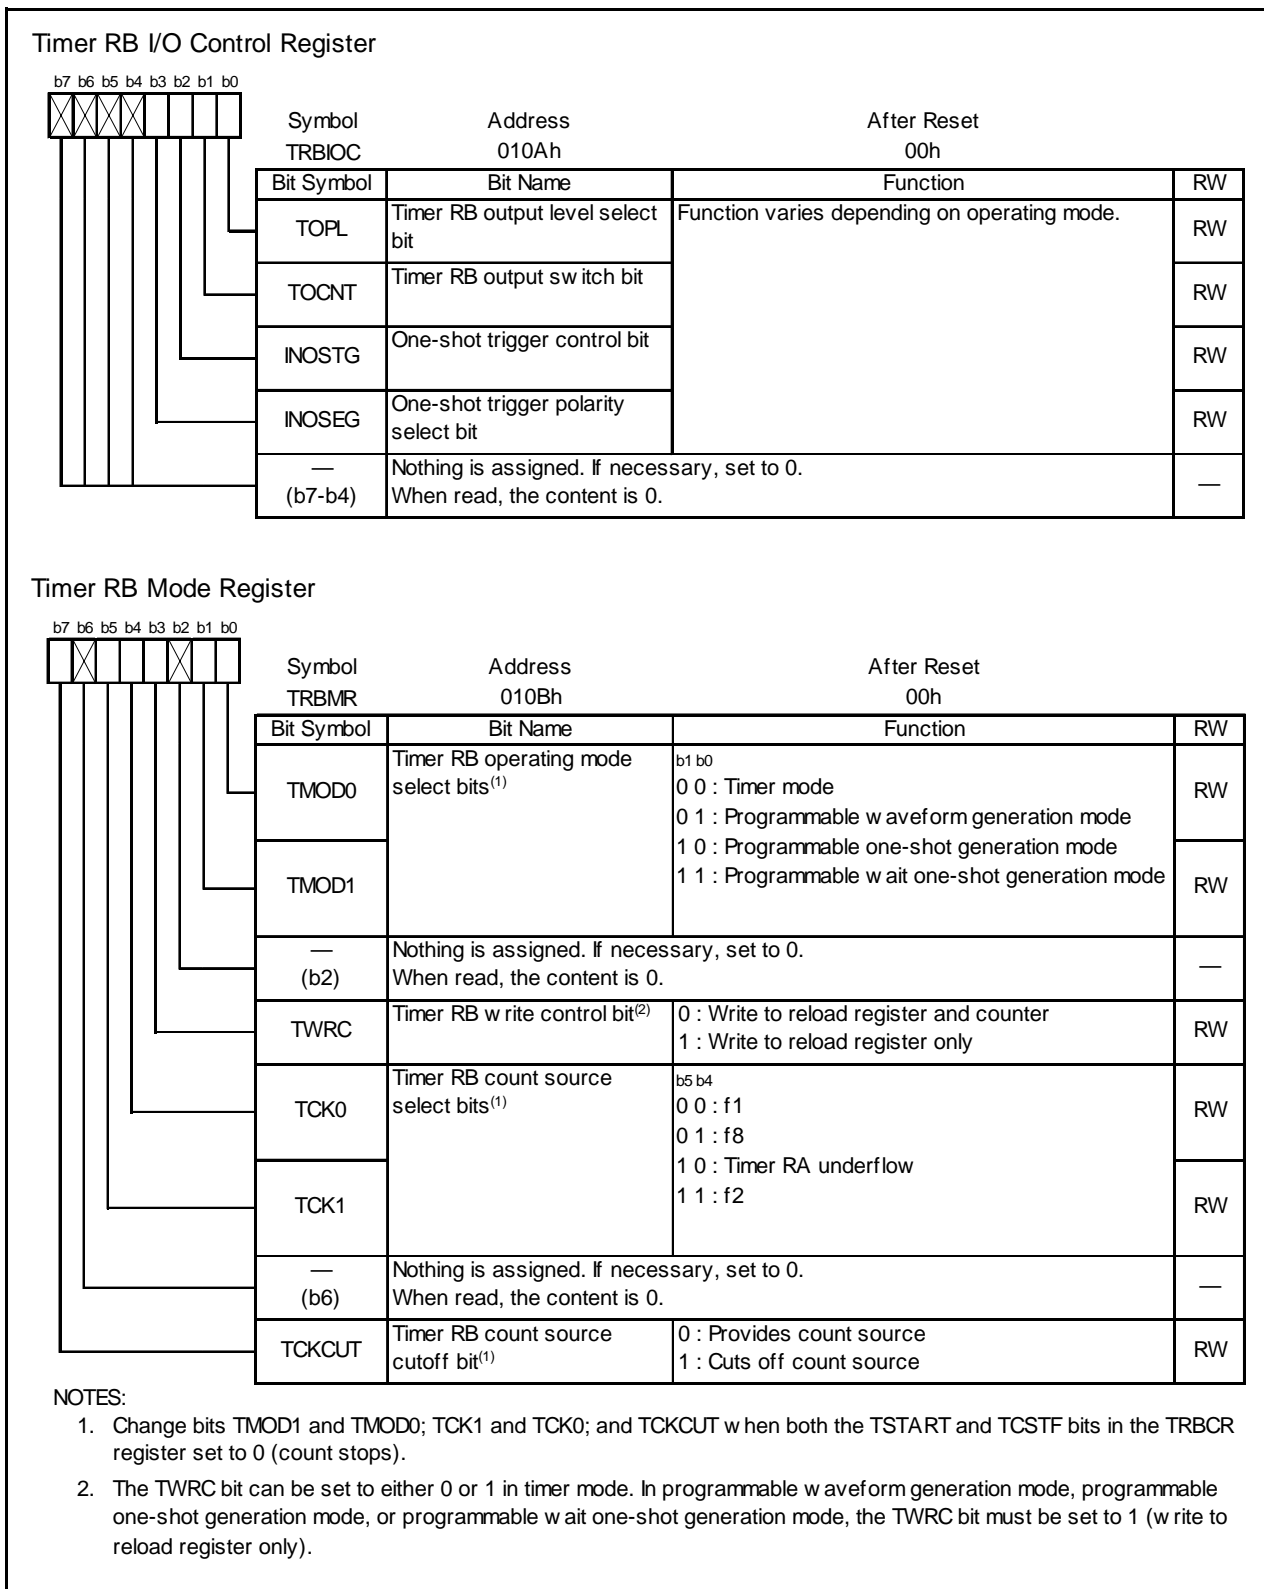 Timer RB I/O Control Register
b7 b6 b5 b4 b3 b2 b1 b0
Symbol Address After Reset
TRBIOC 010Ah 00h
Bit Symbol Bit Name Function RW
TOPL Timer RB output level select bit Function varies depending on operating mode. RW
TOCNT Timer RB output switch bit RW
INOSTG One-shot trigger control bit RW
INOSEG One-shot trigger polarity select bit RW
— (b7-b4) Nothing is assigned. If necessary, set to 0. When read, the content is 0. —
Timer RB Mode Register
b7 b6 b5 b4 b3 b2 b1 b0
Symbol Address After Reset
TRBMR 010Bh 00h
Bit Symbol Bit Name Function RW
TMOD0 Timer RB operating mode select bits(1) b1 b0
0 0 : Timer mode RW
0 1 : Programmable waveform generation mode
1 0 : Programmable one-shot generation mode
TMOD1 1 1 : Programmable wait one-shot generation mode RW
— (b2) Nothing is assigned. If necessary, set to 0. When read, the content is 0. —
TWRC Timer RB write control bit(2) 0 : Write to reload register and counter RW
1 : Write to reload register only
TCK0 Timer RB count source select bits(1) b5 b4
0 0 : f1 RW
0 1 : f8
1 0 : Timer RA underflow
TCK1 1 1 : f2 RW
— (b6) Nothing is assigned. If necessary, set to 0. When read, the content is 0. —
TCKCUT Timer RB count source cutoff bit(1) 0 : Provides count source RW
1 : Cuts off count source
NOTES:
1. Change bits TMOD1 and TMOD0; TCK1 and TCK0; and TCKCUT when both the TSTART and TCSTF bits in the TRBCR
register set to 0 (count stops).
2. The TWRC bit can be set to either 0 or 1 in timer mode. In programmable waveform generation mode, programmable
one-shot generation mode, or programmable wait one-shot generation mode, the TWRC bit must be set to 1 (write to
reload register only).